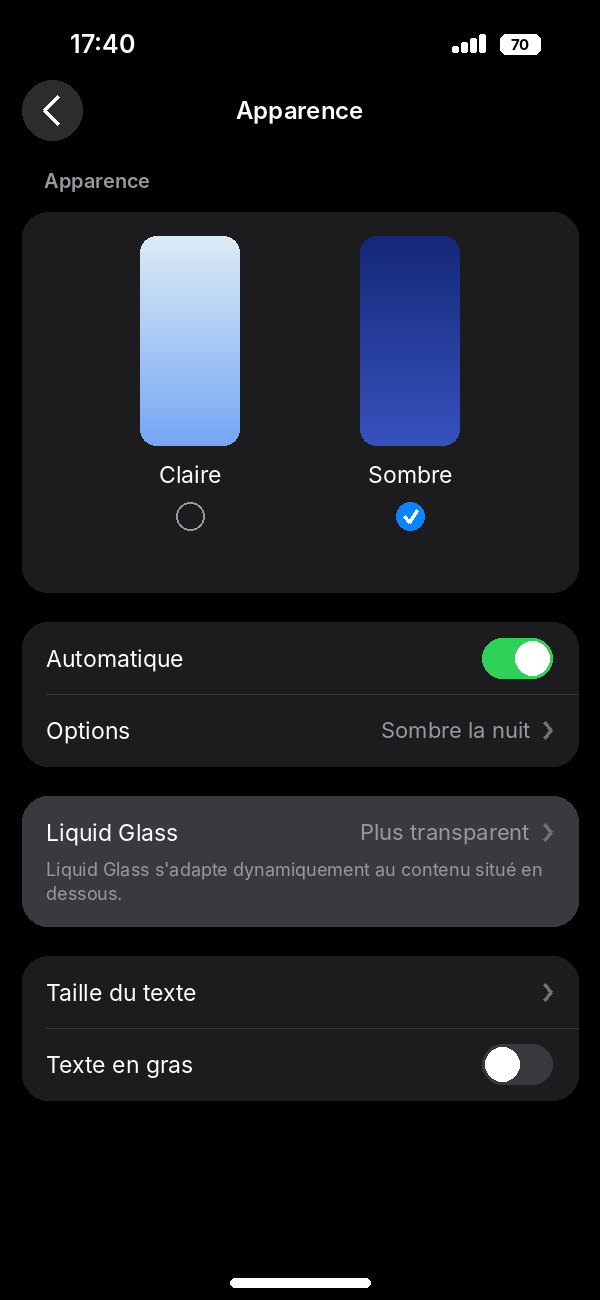 17:40
70
Apparence
Apparence
Claire
Sombre
Automatique
Options
Sombre la nuit
Liquid Glass
Plus transparent
Liquid Glass s'adapte dynamiquement au contenu situé en
dessous.
Taille du texte
Texte en gras